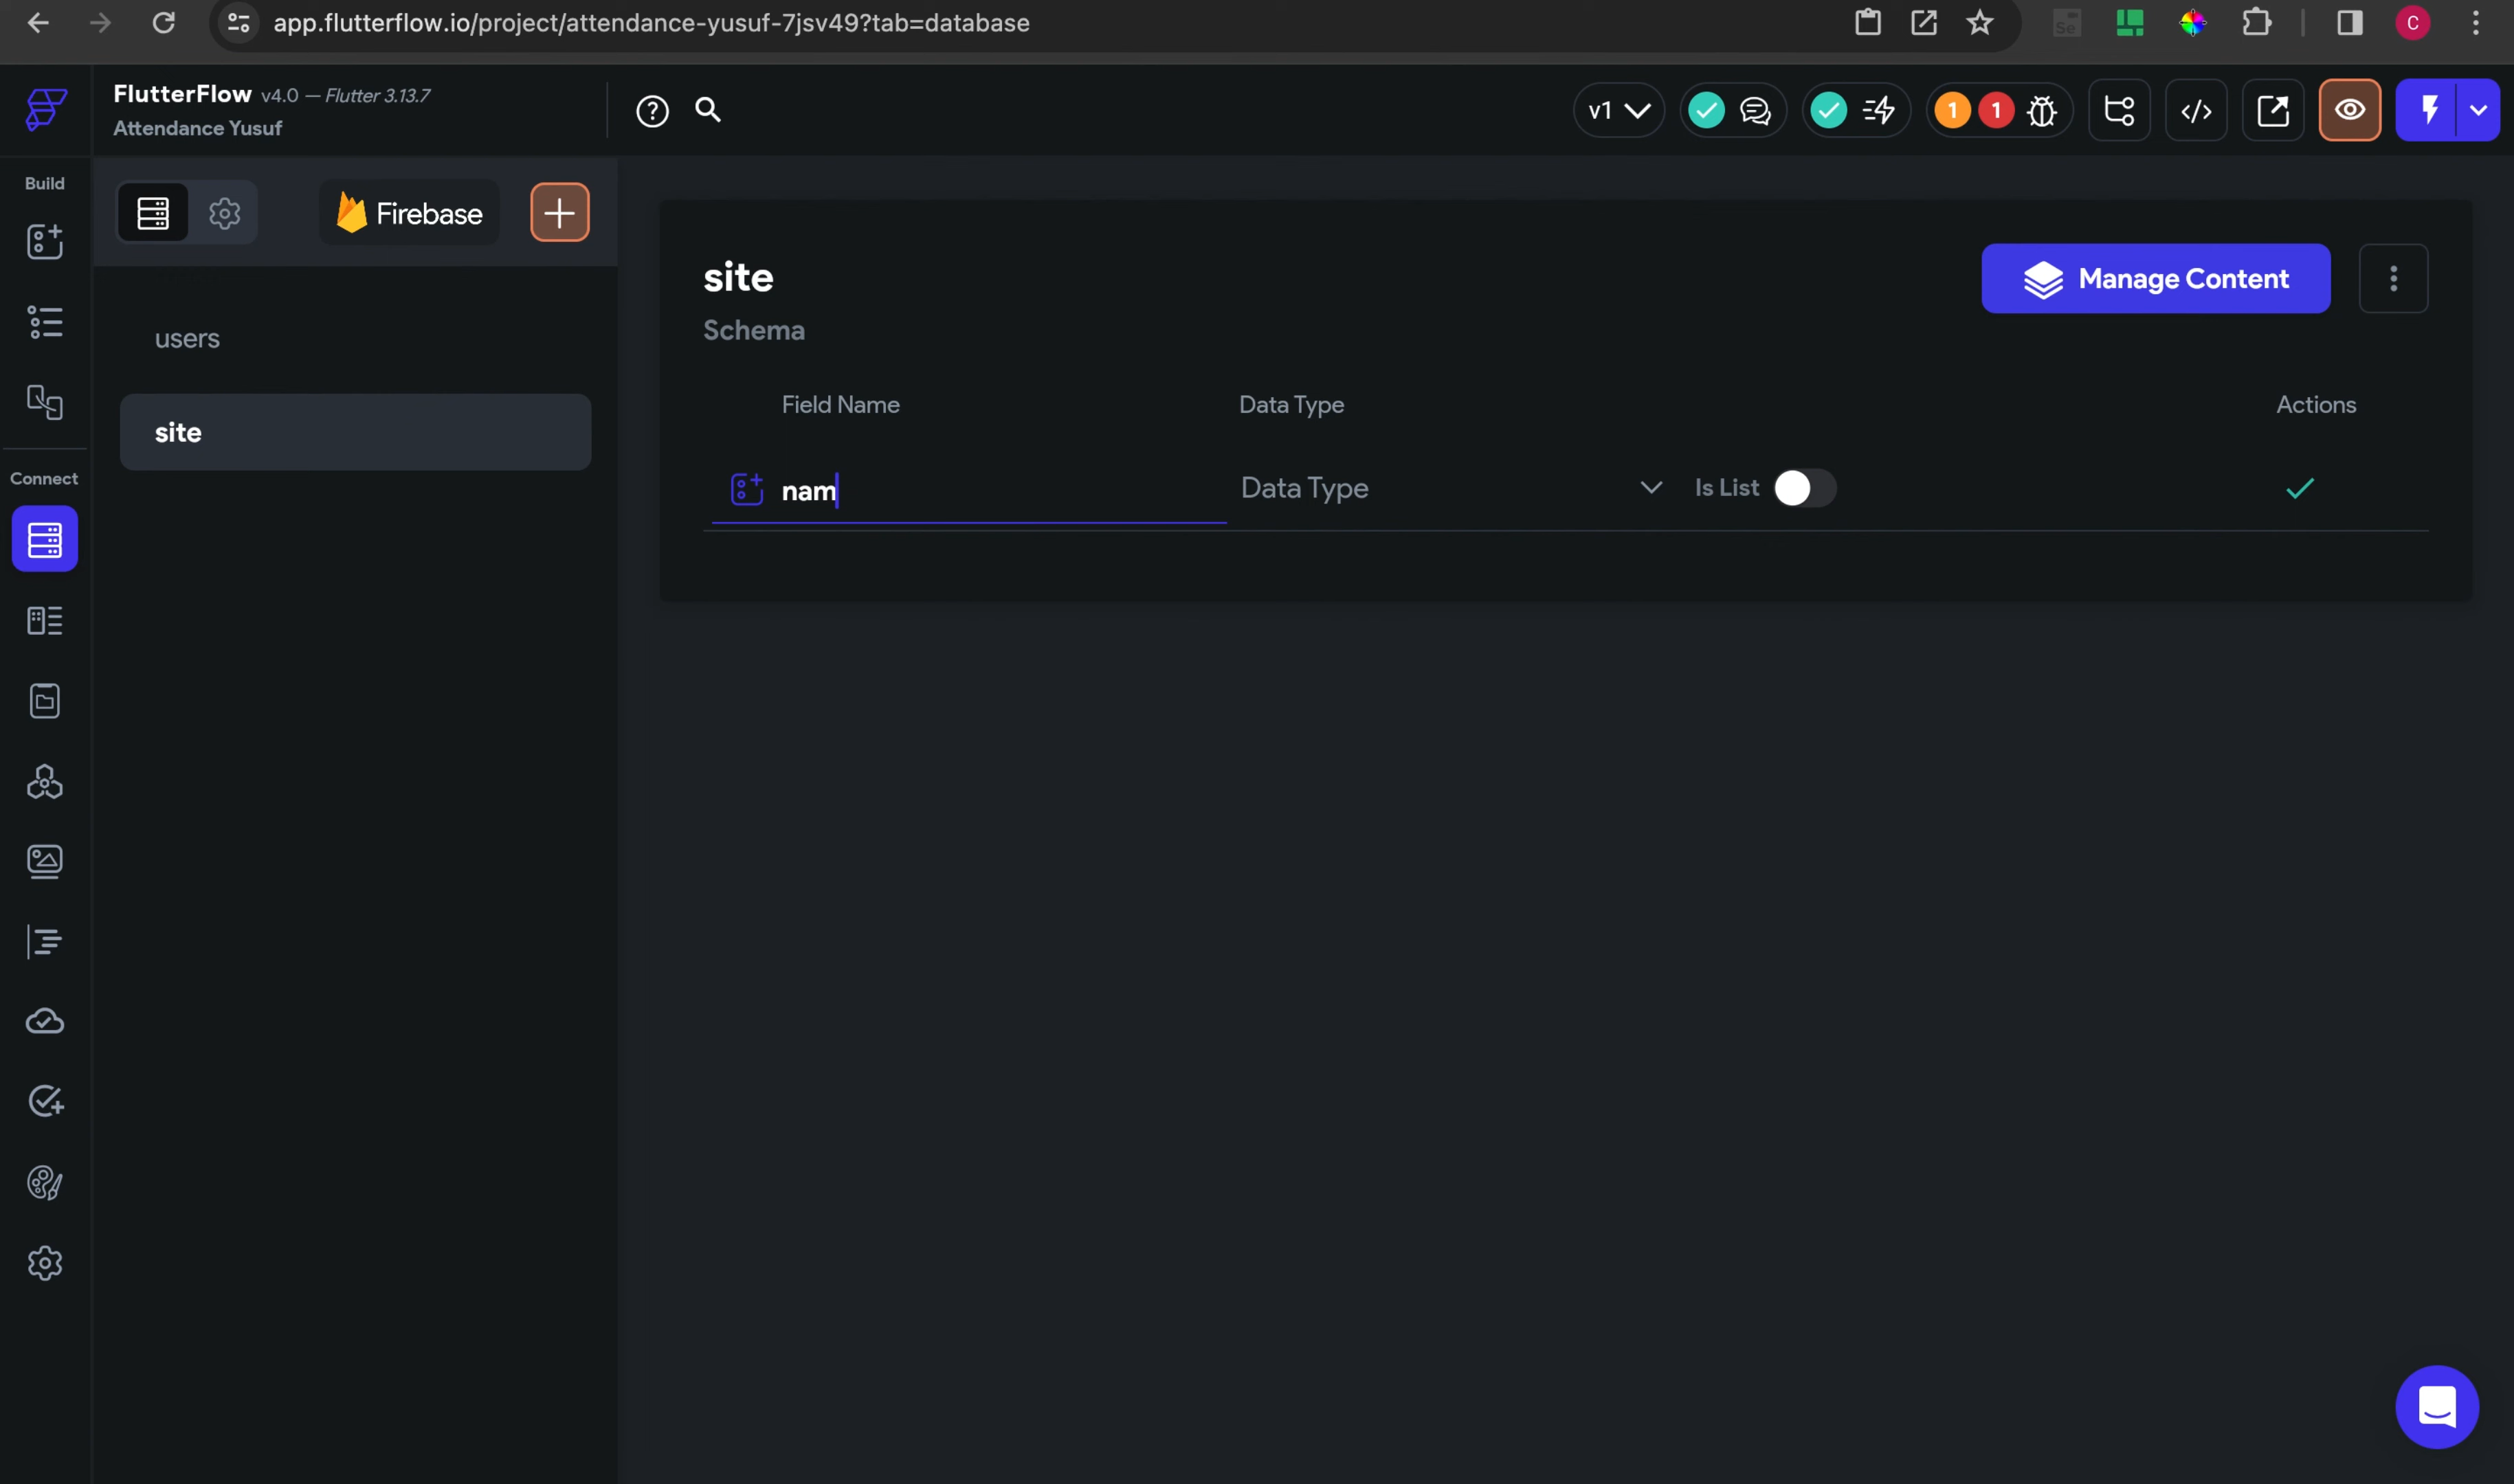 app.flutterflow.io/project/attendance-yusuf-7jsv49?tab=database
Se
C
FlutterFlow v4.0 — Flutter 3.13.7
Attendance Yusuf
v1
1 1
Build
Firebase
users
site
Connect
site
Manage Content
Schema
Field Name Data Type Actions
nam Data Type Is List